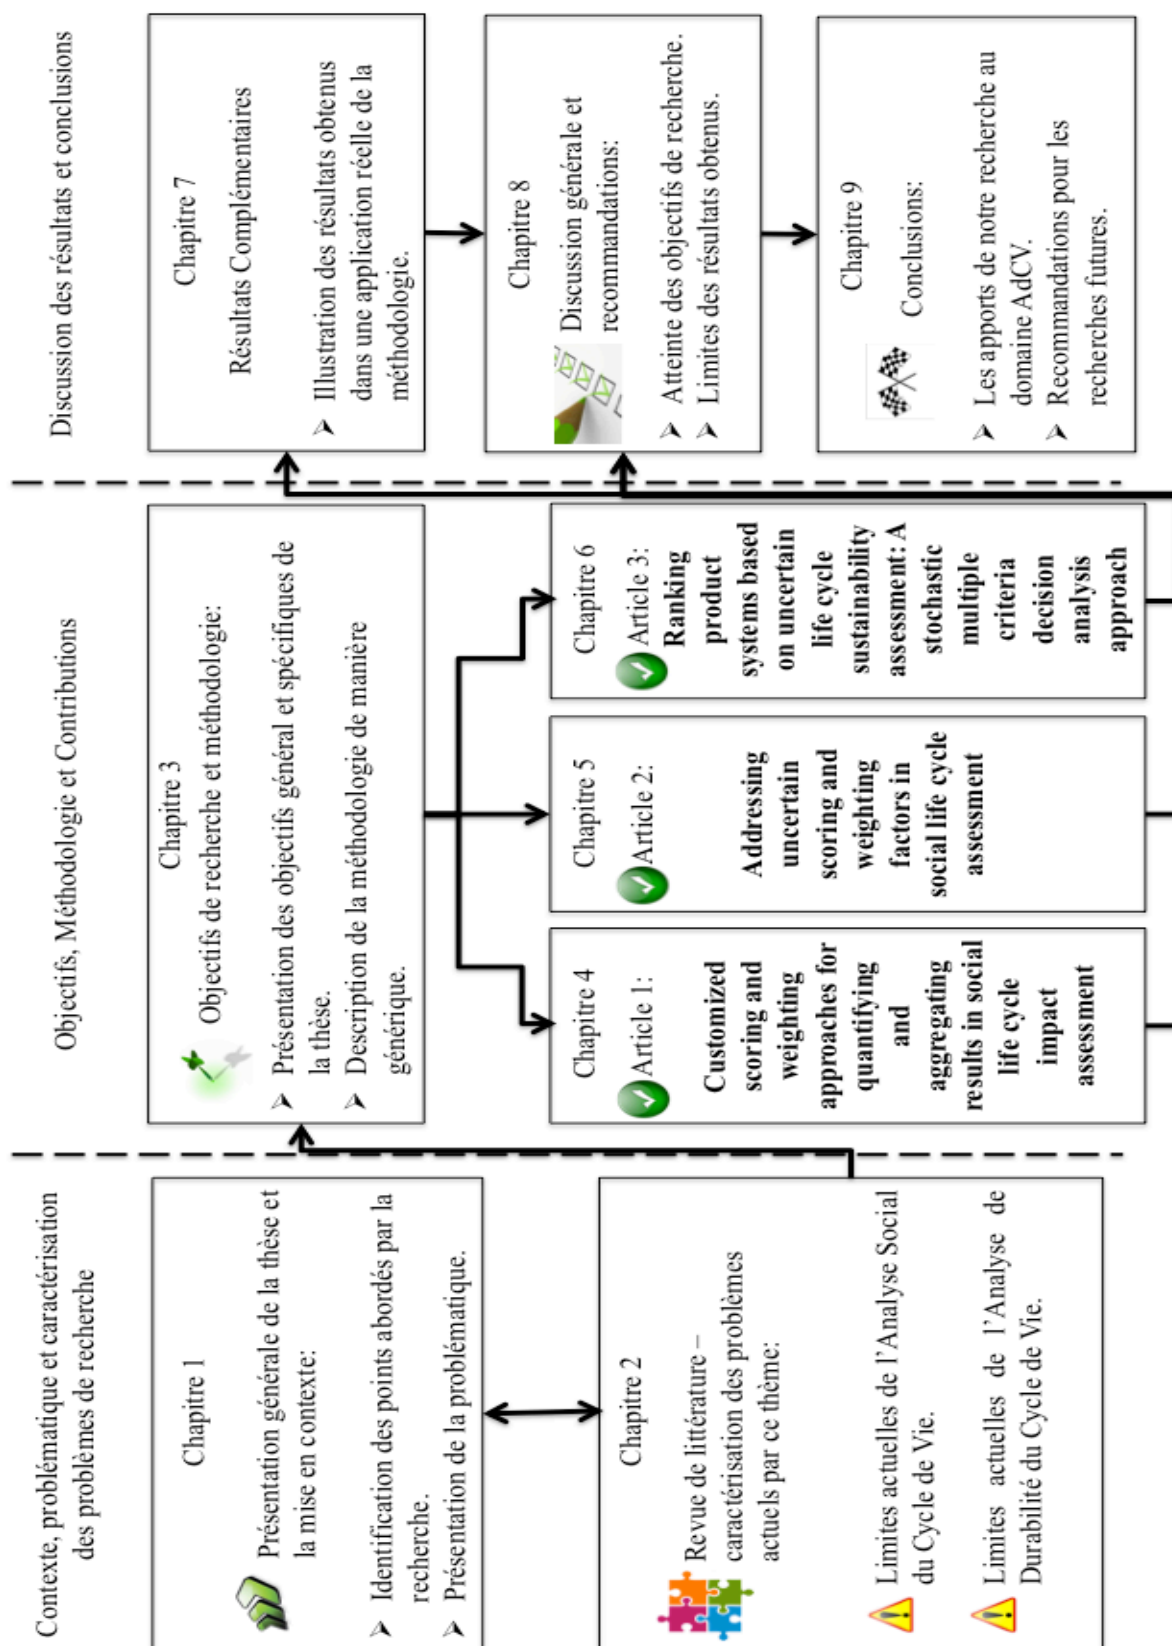 Contexte, problématique et caractérisation
des problèmes de recherche
Chapitre 1
Présentation générale de la thèse et
la mise en contexte:
➢ Identification des points abordés par la
recherche.
➢ Présentation de la problématique.
Chapitre 2
Revue de littérature –
caractérisation des problèmes
actuels par ce thème:
Limites actuelles de l'Analyse Social
du Cycle de Vie.
Limites actuelles de l'Analyse de
Durabilité du Cycle de Vie.
Objectifs, Méthodologie et Contributions
Chapitre 3
Objectifs de recherche et méthodologie:
➢ Présentation des objectifs général et spécifiques de
la thèse.
➢ Description de la méthodologie de manière
générique.
Chapitre 4
Article 1:
Customized
scoring and
weighting
approaches for
quantifying
and
aggregating
results in social
life cycle
impact
assessment
Chapitre 5
Article 2:
Addressing
uncertain
scoring and
weighting
factors in
social life cycle
assessment
Chapitre 6
Article 3:
Ranking
product
systems based
on uncertain
life cycle
sustainability
assessment: A
stochastic
multiple
criteria
decision
analysis
approach
Discussion des résultats et conclusions
Chapitre 7
Résultats Complémentaires
➢ Illustration des résultats obtenus
dans une application réelle de la
méthodologie.
Chapitre 8
Discussion générale et
recommandations:
➢ Atteinte des objectifs de recherche.
➢ Limites des résultats obtenus.
Chapitre 9
Conclusions:
➢ Les apports de notre recherche au
domaine AdCV.
➢ Recommandations pour les
recherches futures.